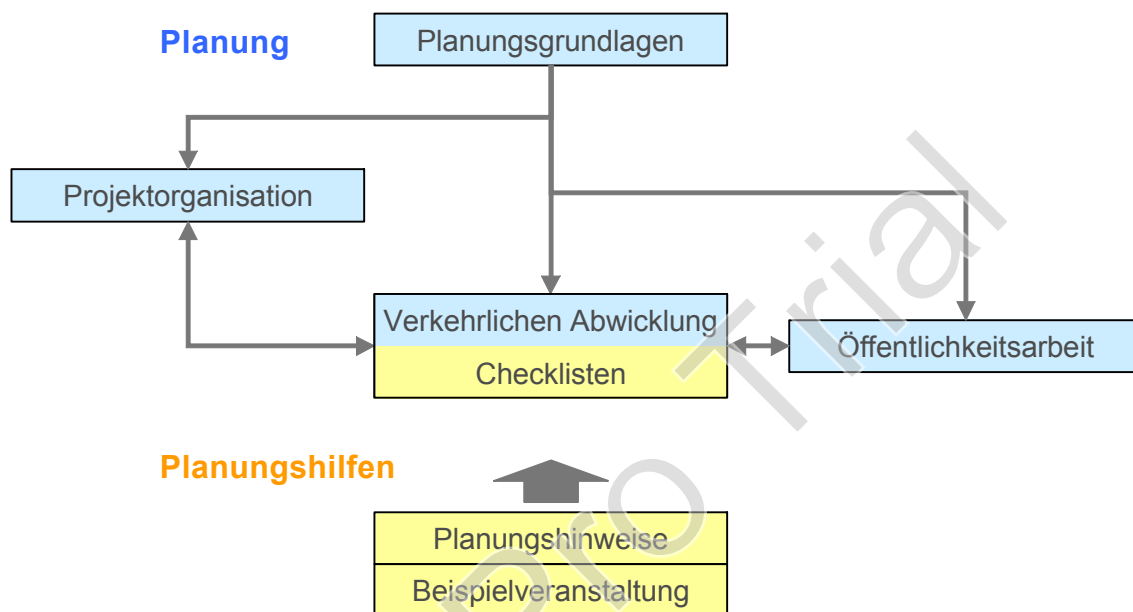 Planung
Planungsgrundlagen
Projektorganisation
Verkehrlichen Abwicklung
Checklisten
Öffentlichkeitsarbeit
Planungshilfen
Planungshinweise
Beispielveranstaltung
Pro Trial